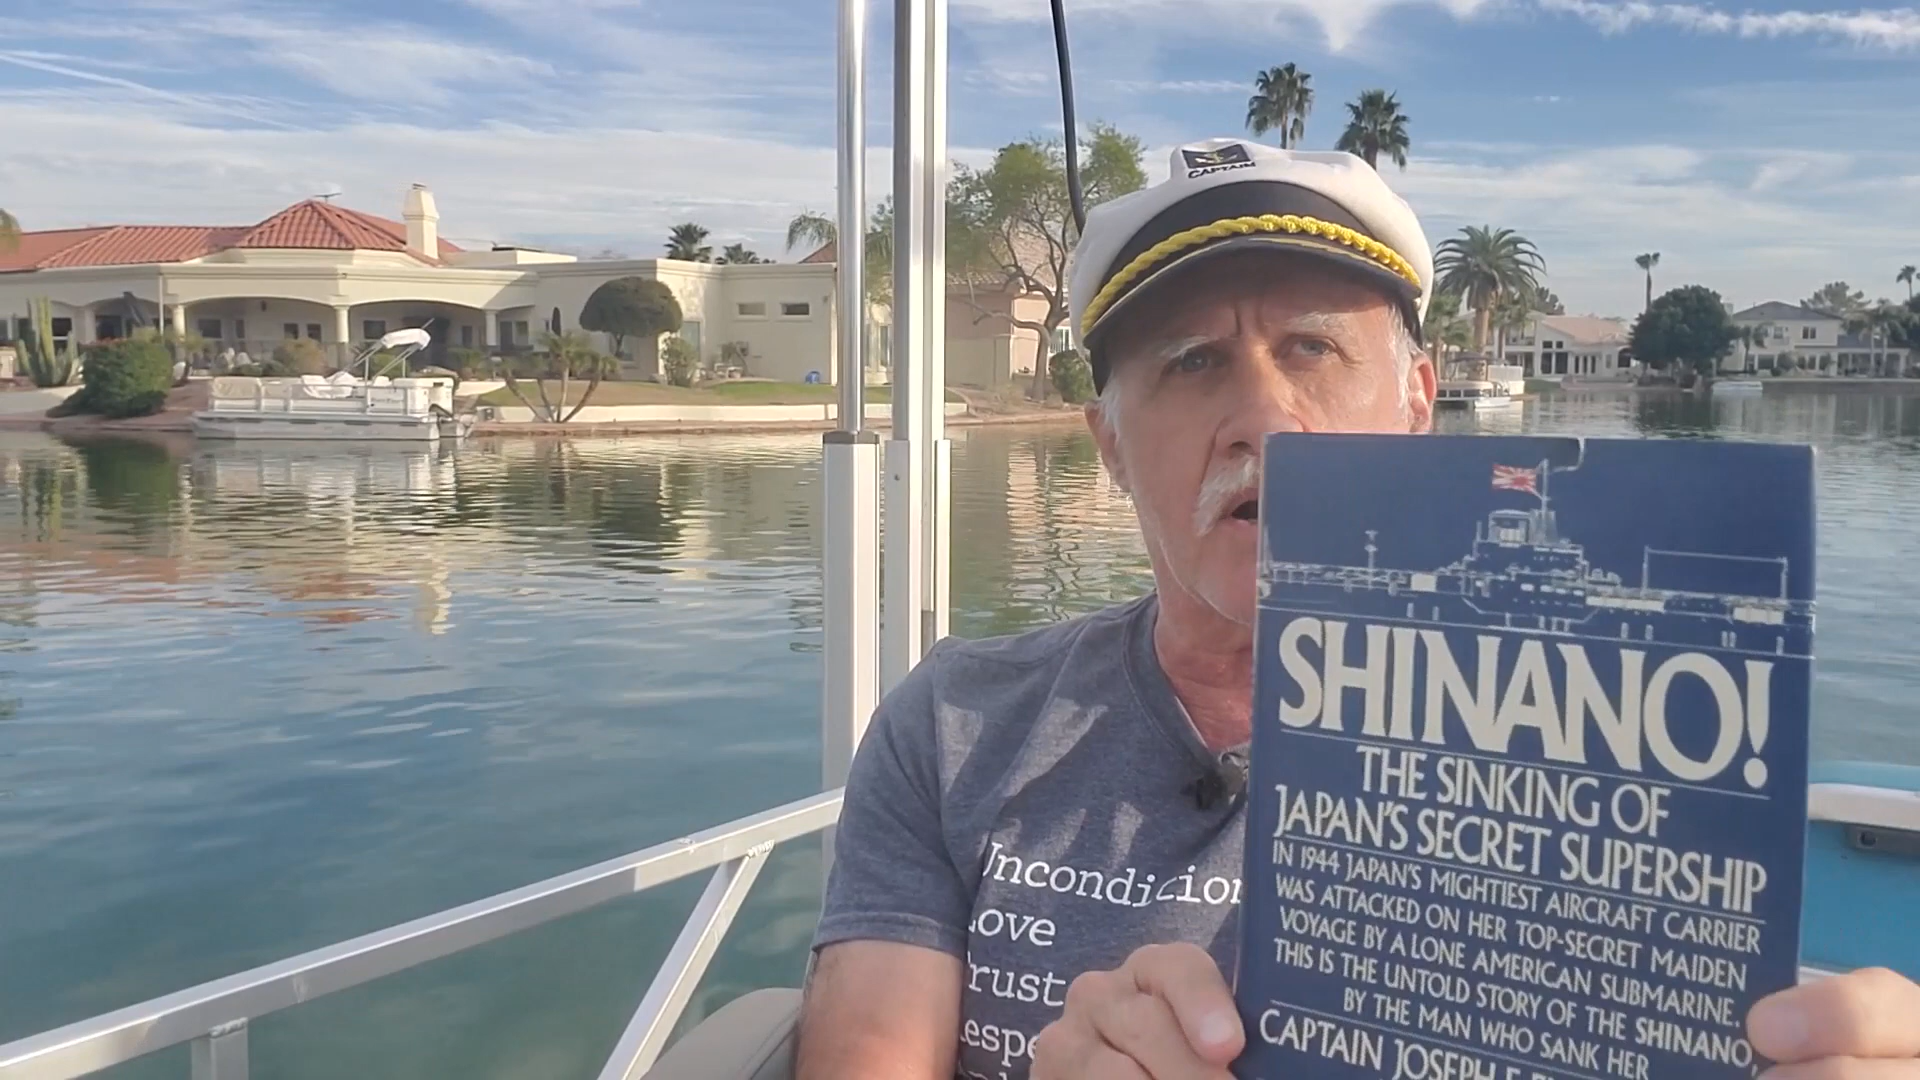 CAPTAIN
SHINANO!
THE SINKING OF
JAPAN'S SECRET SUPERSHIP
IN 1944 JAPAN'S MIGHTIEST AIRCRAFT CARRIER
WAS ATTACKED ON HER TOP-SECRET MAIDEN
VOYAGE BY A LONE AMERICAN SUBMARINE.
THIS IS THE UNTOLD STORY OF THE SHINANO,
BY THE MAN WHO SANK HER
CAPTAIN JOSEPH F.
Love